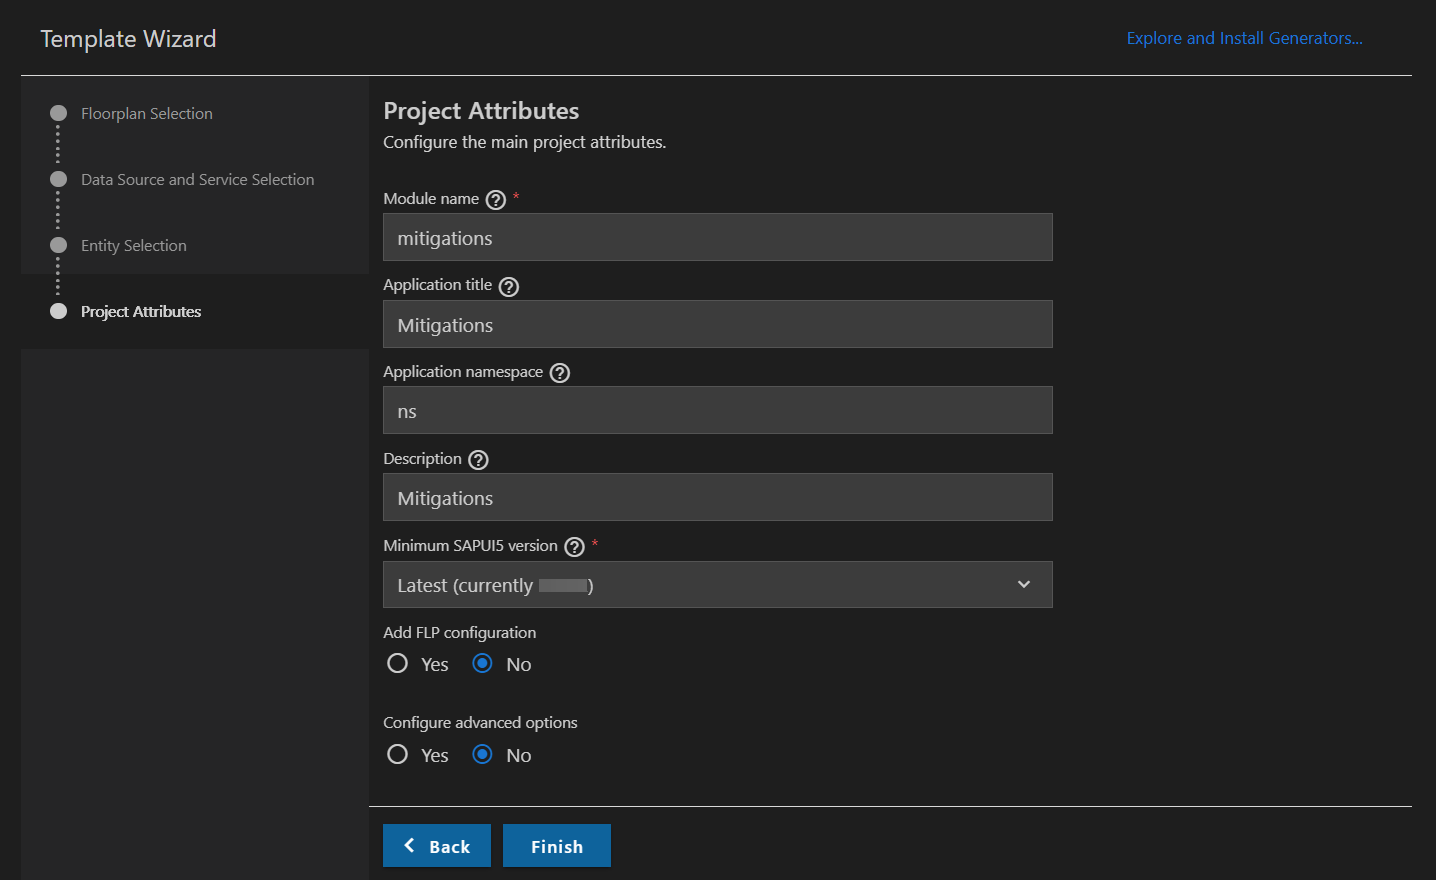 Template Wizard
Explore and Install Generators...
Floorplan Selection
Data Source and Service Selection
Entity Selection
Project Attributes
Project Attributes
Configure the main project attributes.
Module name ? *
mitigations
Application title ?
Mitigations
Application namespace ?
ns
Description ?
Mitigations
Minimum SAPUI5 version ? *
Latest (currently )
Add FLP configuration
Yes No
Configure advanced options
Yes No
Back Finish